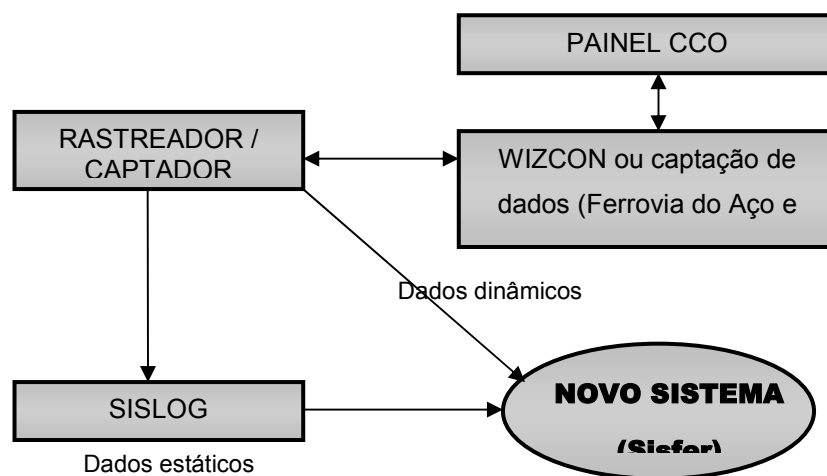 PAINEL CCO
RASTREADOR /
CAPTADOR
WIZCON ou captação de
dados (Ferrovia do Aço e
Dados dinâmicos
SISLOG
NOVO SISTEMA
(Sisfer)
Dados estáticos